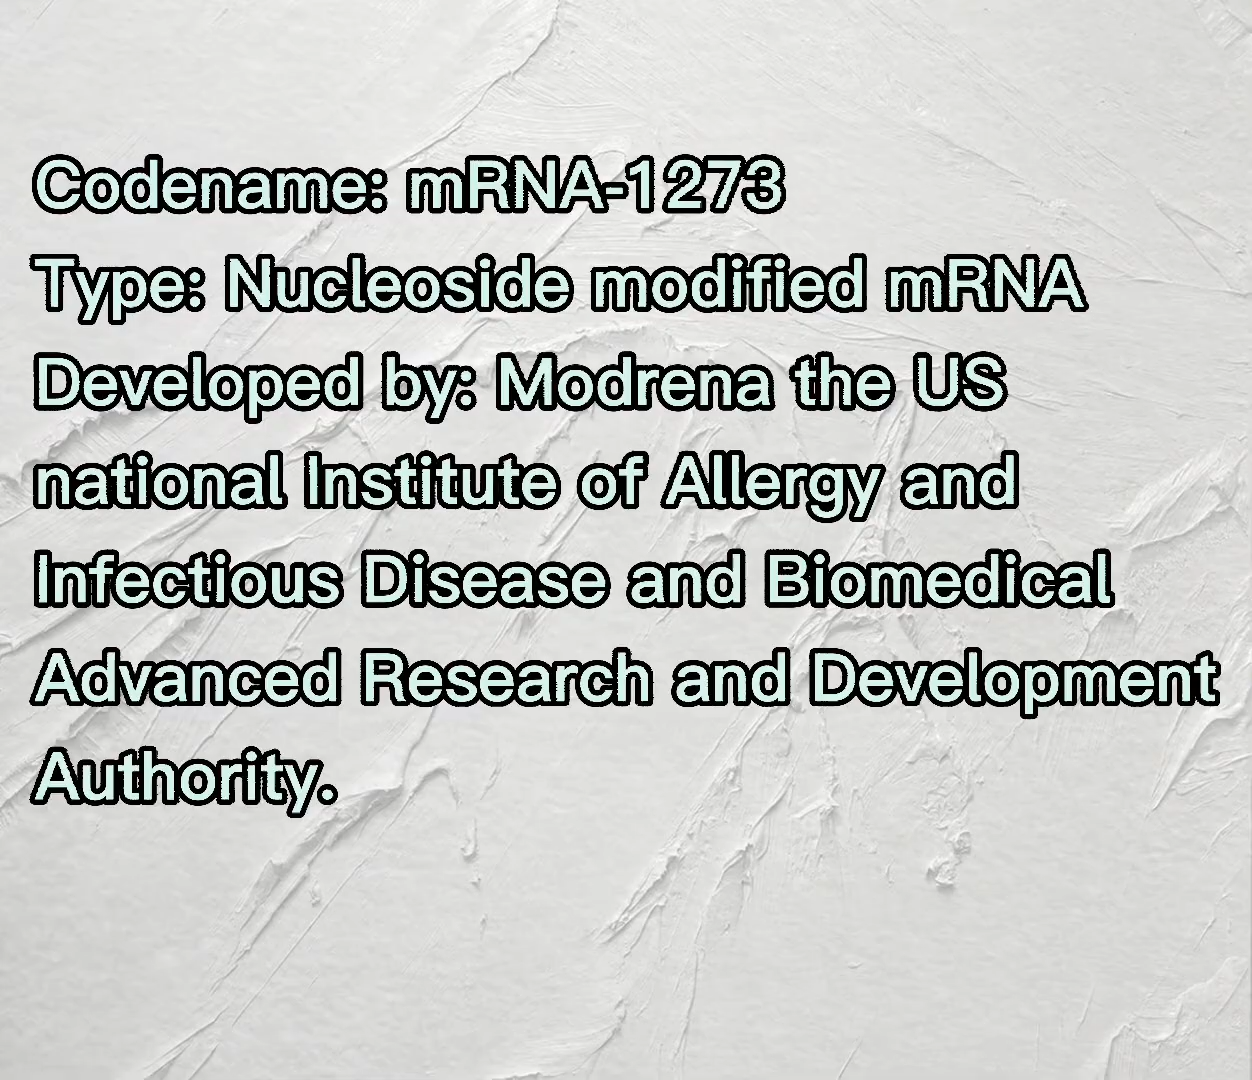 Codename: mRNA-1273
Type: Nucleoside modified mRNA
Developed by: Modrena the US
national Institute of Allergy and
Infectious Disease and Biomedical
Advanced Research and Development
Authority.